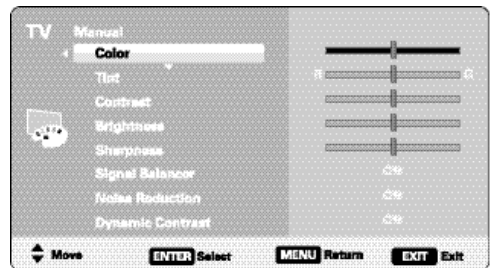 TV Manual
Color
Tint
Contrast
Brightness
Sharpness
Signal Balancer
Noise Reduction
Dynamic Contrast
Move ENTER Select MENU Return EXIT Exit